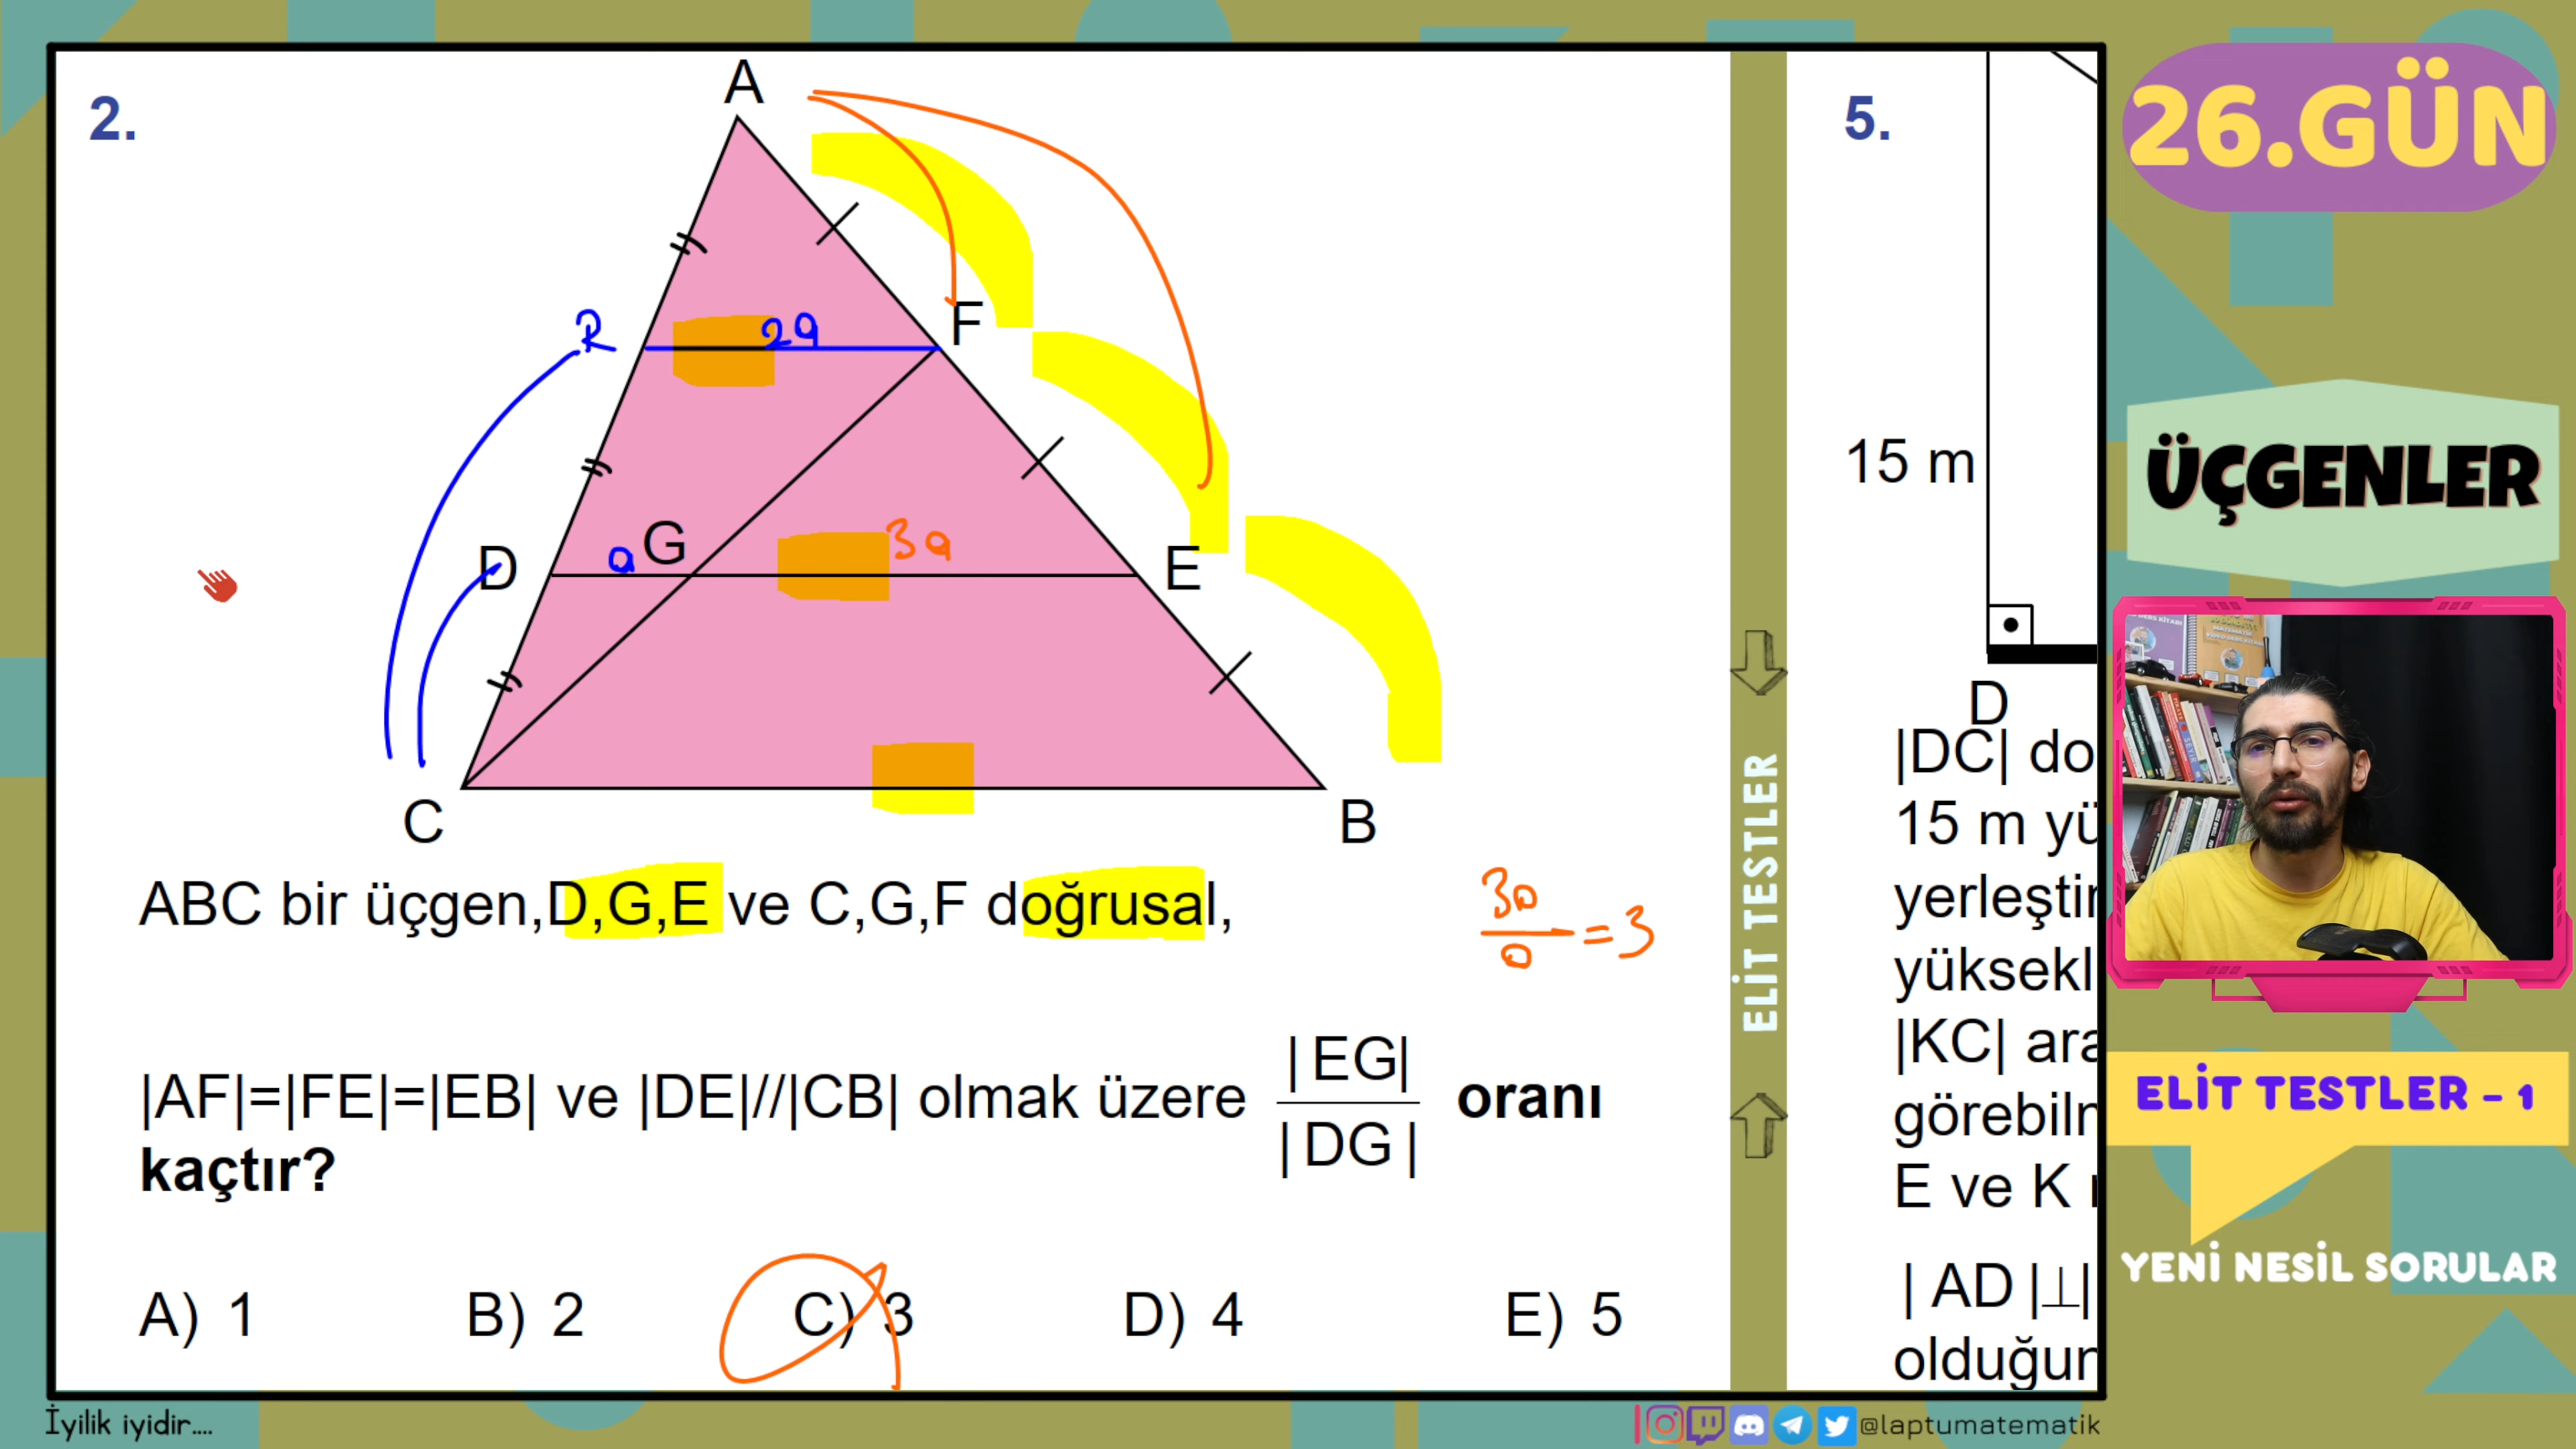 2.
A
F
R
2a
D
a
G
3a
E
C
B
ABC bir üçgen,D,G,E ve C,G,F doğrusal,
3a
a
=3
|AF|=|FE|=|EB| ve |DE|//|CB| olmak üzere |EG| / |DG| oranı
kaçtır?
A) 1 B) 2 C) 3 D) 4 E) 5
ELİT TESTLER
5.
15 m
D
|DC| do
15 m yü
yerleştir
yüksekl
|KC| ara
görebilr
E ve K
| AD |⊥|
olduğur
26.GÜN
ÜÇGENLER
ELİT TESTLER - 1
YENİ NESİL SORULAR
İyilik iyidir....
@laptumatematik